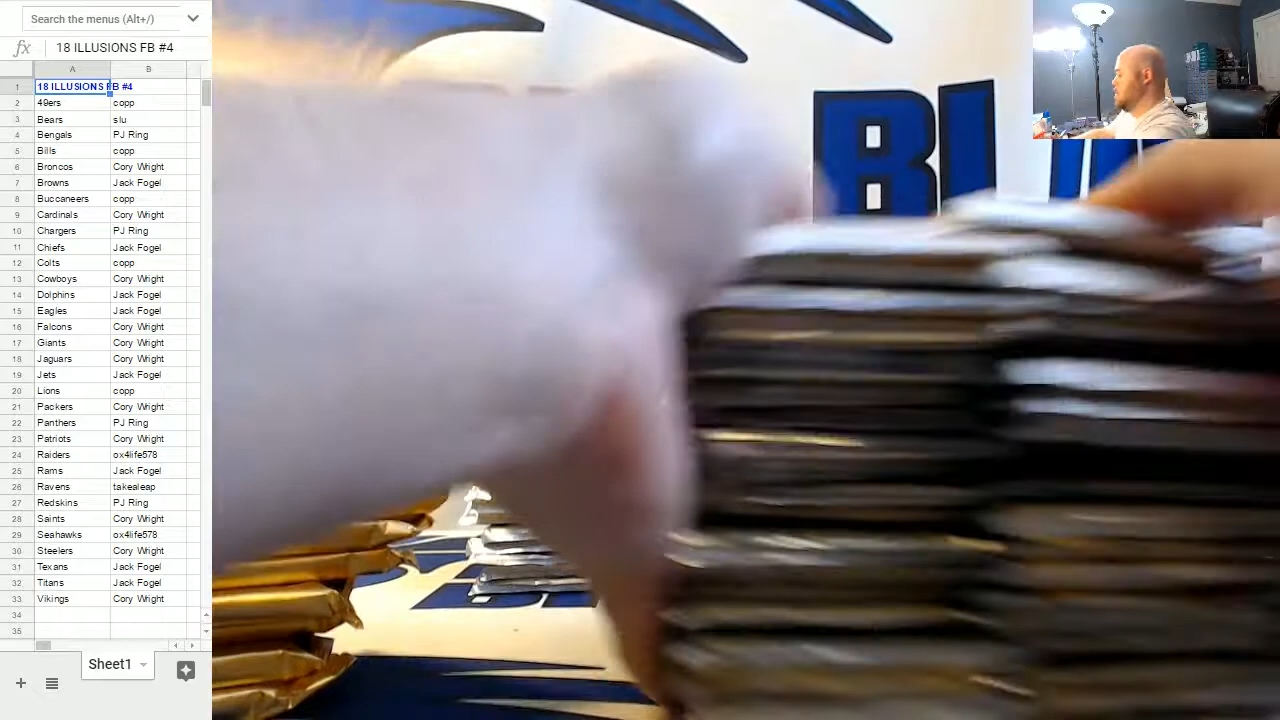 Search the menus (Alt+/)
fx 18 ILLUSIONS FB #4
A B
1 18 ILLUSIONS FB #4
2 49ers copp
3 Bears slu
4 Bengals PJ Ring
5 Bills copp
6 Broncos Cory Wright
7 Browns Jack Fogel
8 Buccaneers copp
9 Cardinals Cory Wright
10 Chargers PJ Ring
11 Chiefs Jack Fogel
12 Colts copp
13 Cowboys Cory Wright
14 Dolphins Jack Fogel
15 Eagles Jack Fogel
16 Falcons Cory Wright
17 Giants Cory Wright
18 Jaguars Cory Wright
19 Jets Jack Fogel
20 Lions copp
21 Packers Cory Wright
22 Panthers PJ Ring
23 Patriots Cory Wright
24 Raiders ox4life578
25 Rams Jack Fogel
26 Ravens takealeap
27 Redskins PJ Ring
28 Saints Cory Wright
29 Seahawks ox4life578
30 Steelers Cory Wright
31 Texans Jack Fogel
32 Titans Jack Fogel
33 Vikings Cory Wright
34
35
Sheet1